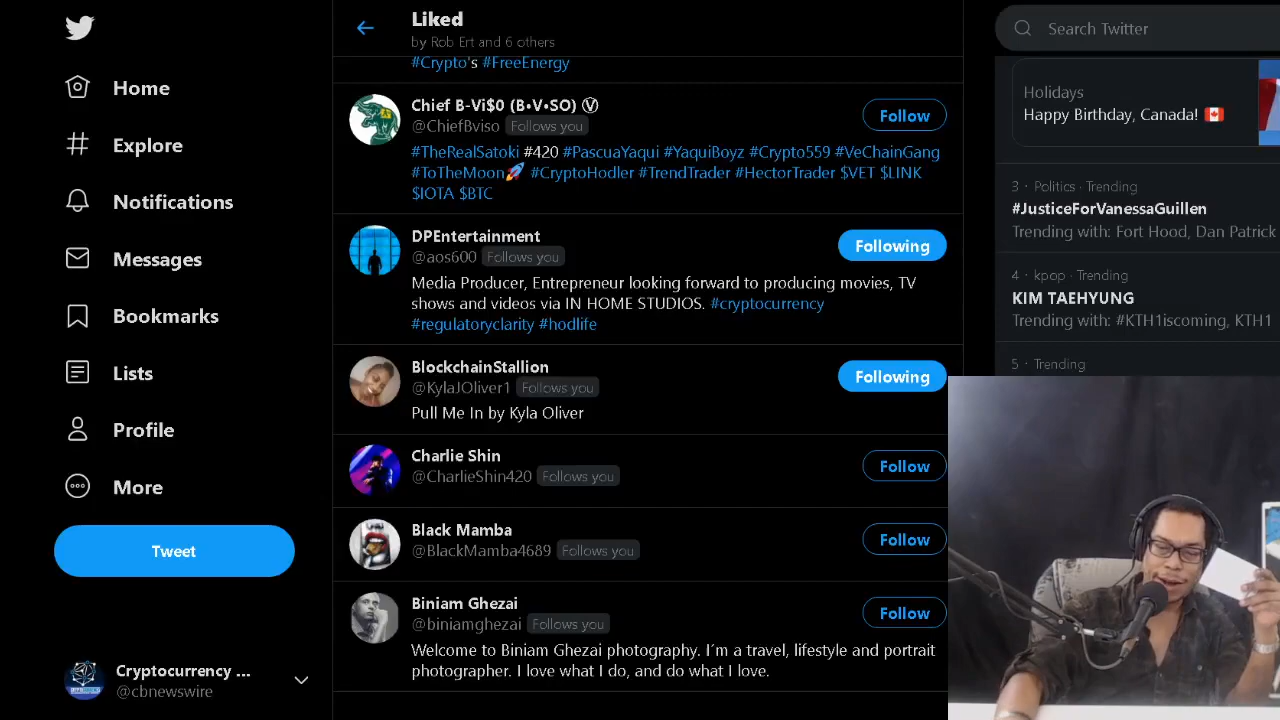 Home
Explore
Notifications
Messages
Bookmarks
Lists
Profile
More
Tweet
Cryptocurrency ...
@cbnewswire
Liked
by Rob Ert and 6 others
#Crypto's #FreeEnergy
Chief B-Vi$0 (B•V•SO) Ⓥ
@ChiefBviso Follows you
Follow
#TheRealSatoki #420 #PascuaYaqui #YaquiBoyz #Crypto559 #VeChainGang
#ToTheMoon🚀 #CryptoHodler #TrendTrader #HectorTrader $VET $LINK
$IOTA $BTC
DPEntertainment
@aos600 Follows you
Following
Media Producer, Entrepreneur looking forward to producing movies, TV
shows and videos via IN HOME STUDIOS. #cryptocurrency
#regulatoryclarity #hodlife
BlockchainStallion
@KylaJOliver1 Follows you
Following
Pull Me In by Kyla Oliver
Charlie Shin
@CharlieShin420 Follows you
Follow
Black Mamba
@BlackMamba4689 Follows you
Follow
Biniam Ghezai
@biniamghezai Follows you
Follow
Welcome to Biniam Ghezai photography. I´m a travel, lifestyle and portrait
photographer. I love what I do, and do what I love.
Search Twitter
Holidays
Happy Birthday, Canada! 🇨🇦
3 · Politics · Trending
#JusticeForVanessaGuillen
Trending with: Fort Hood, Dan Patrick
4 · kpop · Trending
KIM TAEHYUNG
Trending with: #KTH1iscoming, KTH1
5 · Trending